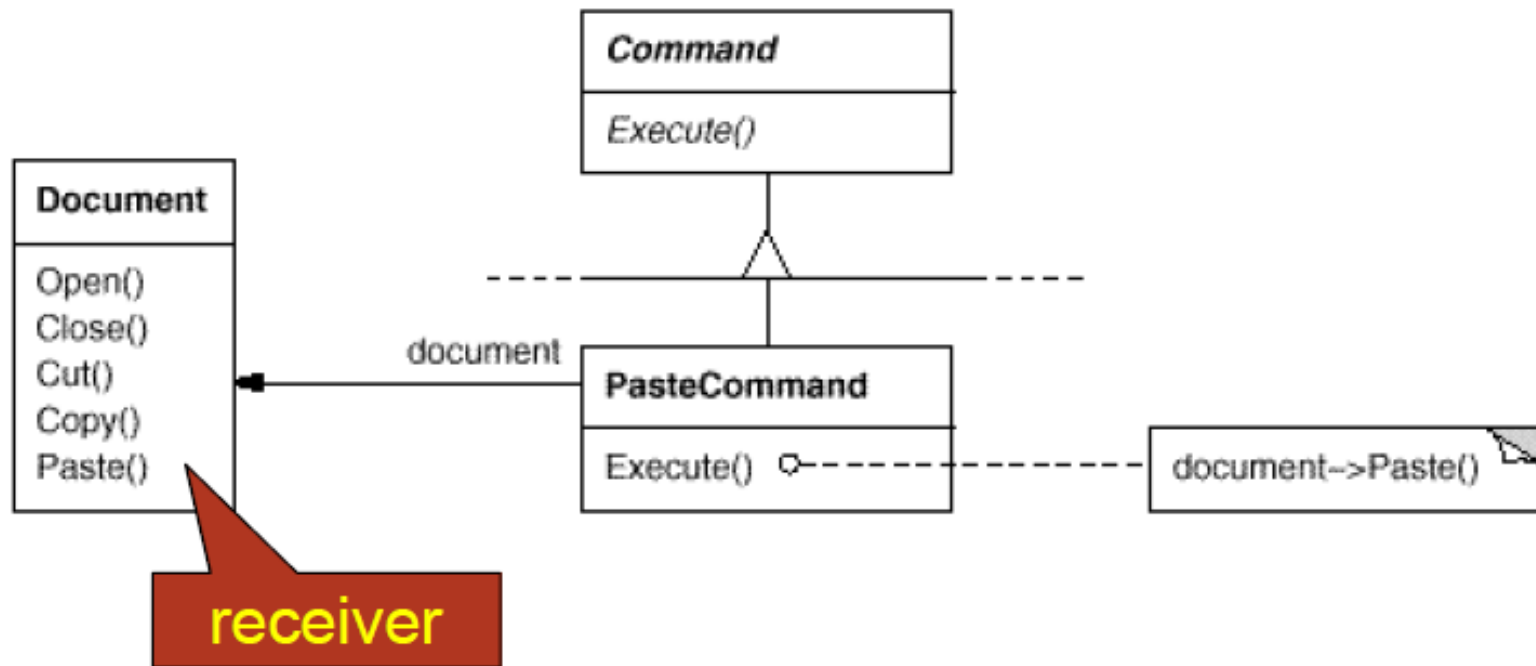 Command
Execute()
Document
Open()
Close()
Cut()
Copy()
Paste()
document
PasteCommand
Execute()
document->Paste()
receiver